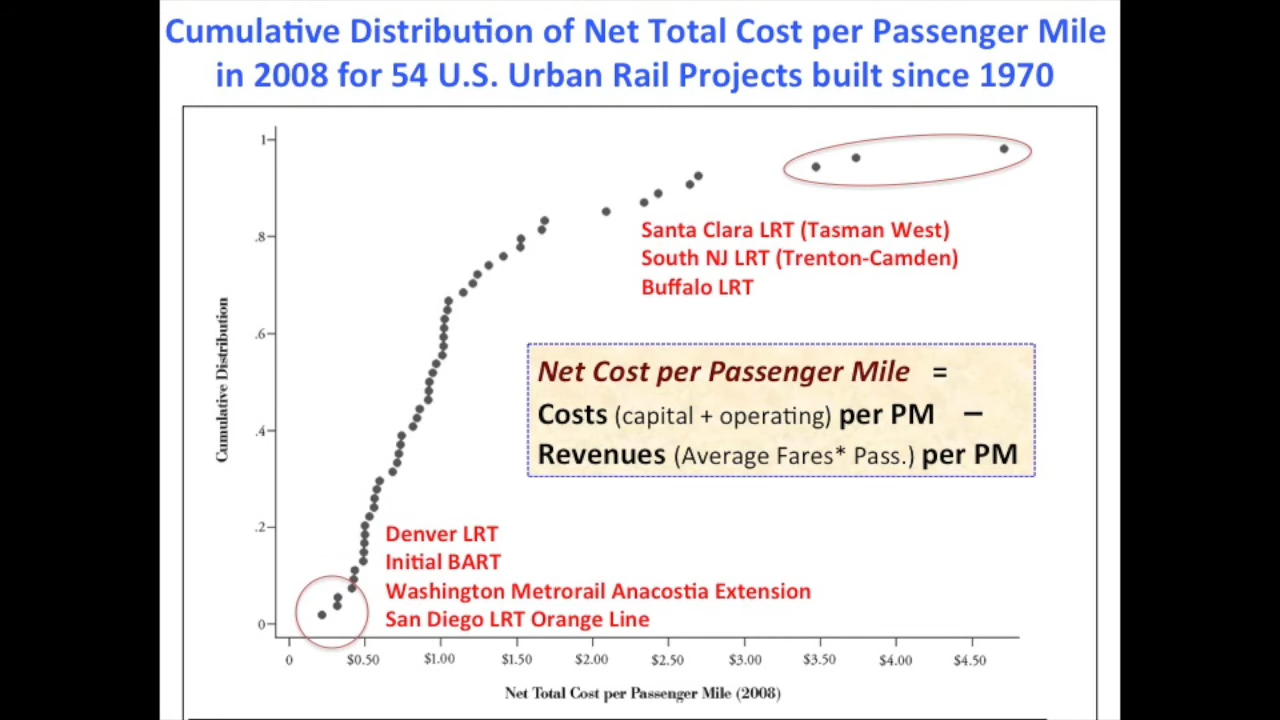 Cumulative Distribution of Net Total Cost per Passenger Mile
in 2008 for 54 U.S. Urban Rail Projects built since 1970
1
.8
.6
.4
.2
0
Cumulative Distribution
Santa Clara LRT (Tasman West)
South NJ LRT (Trenton-Camden)
Buffalo LRT
Net Cost per Passenger Mile =
Costs (capital + operating) per PM –
Revenues (Average Fares* Pass.) per PM
Denver LRT
Initial BART
Washington Metrorail Anacostia Extension
San Diego LRT Orange Line
0 $0.50 $1.00 $1.50 $2.00 $2.50 $3.00 $3.50 $4.00 $4.50
Net Total Cost per Passenger Mile (2008)